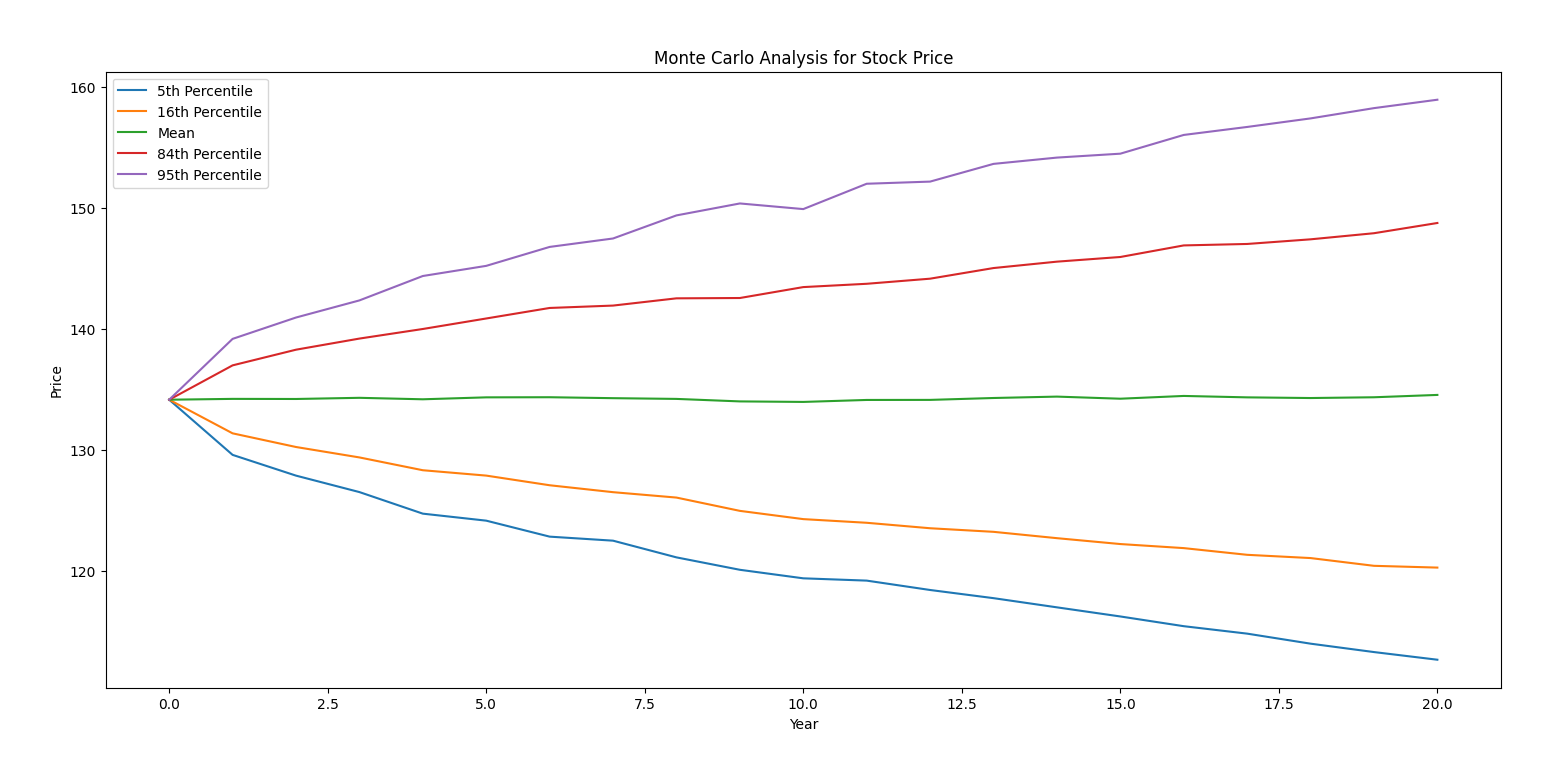 Monte Carlo Analysis for Stock Price
160
150
140
130
120
Price
5th Percentile
16th Percentile
Mean
84th Percentile
95th Percentile
0.0 2.5 5.0 7.5 10.0 12.5 15.0 17.5 20.0
Year